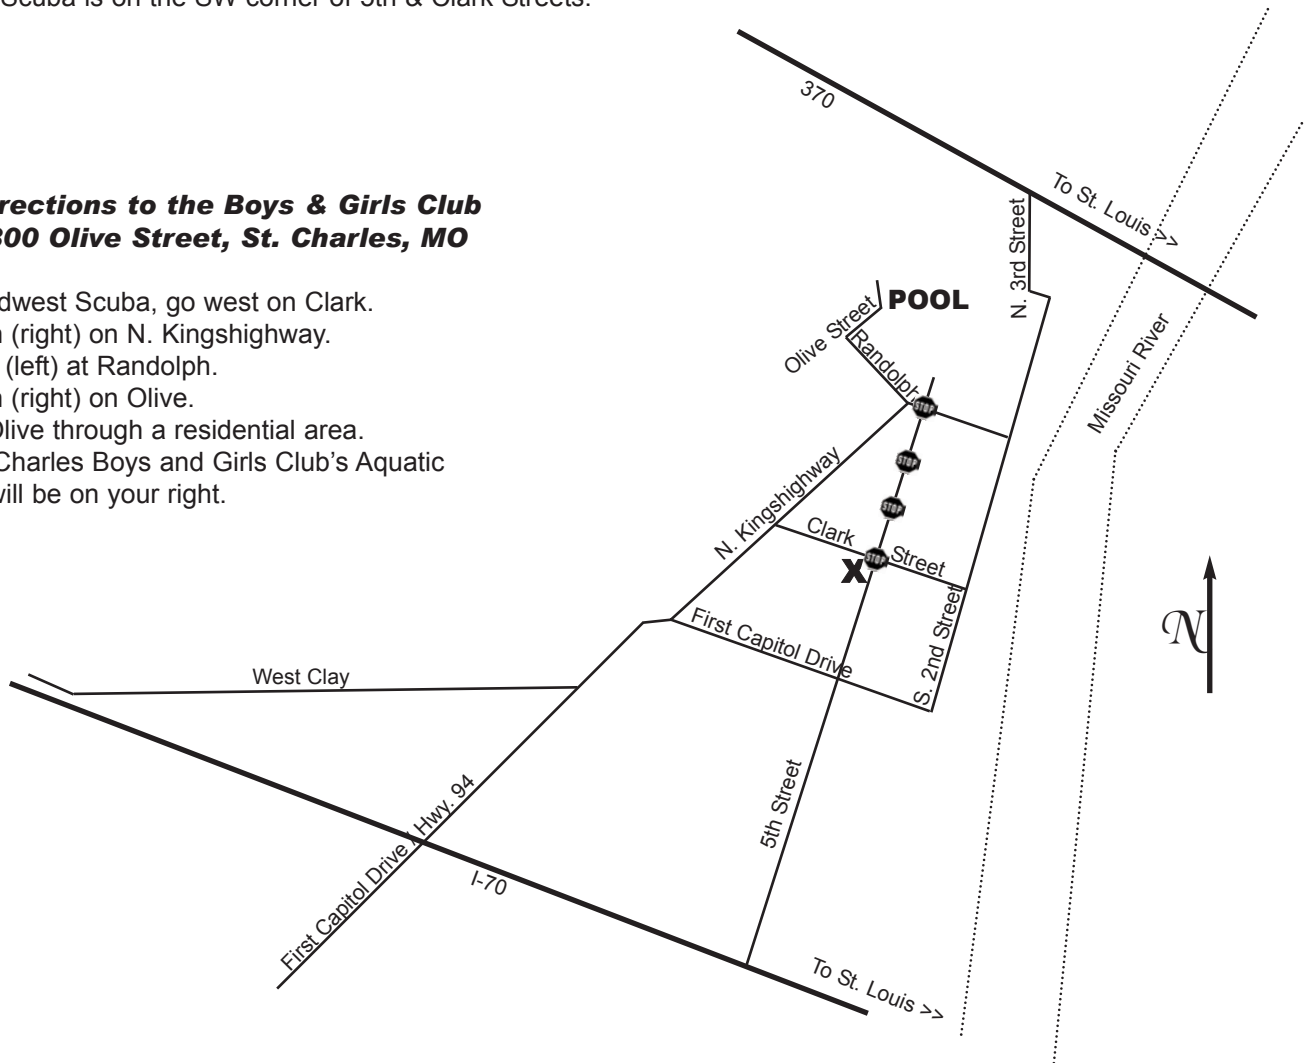 Scuba is on the SW corner of 5th & Clark Streets.
rections to the Boys & Girls Club
300 Olive Street, St. Charles, MO
dwest Scuba, go west on Clark.
(right) on N. Kingshighway.
(left) at Randolph.
(right) on Olive.
Olive through a residential area.
Charles Boys and Girls Club's Aquatic
will be on your right.
370
To St. Louis >>
N. 3rd Street
POOL
Olive Street
Randolph
Missouri River
STOP
STOP
STOP
N. Kingshighway
Clark
STOP
Street
X
N
First Capitol Drive
S. 2nd Street
West Clay
5th Street
First Capitol Drive / Hwy. 94
I-70
To St. Louis >>